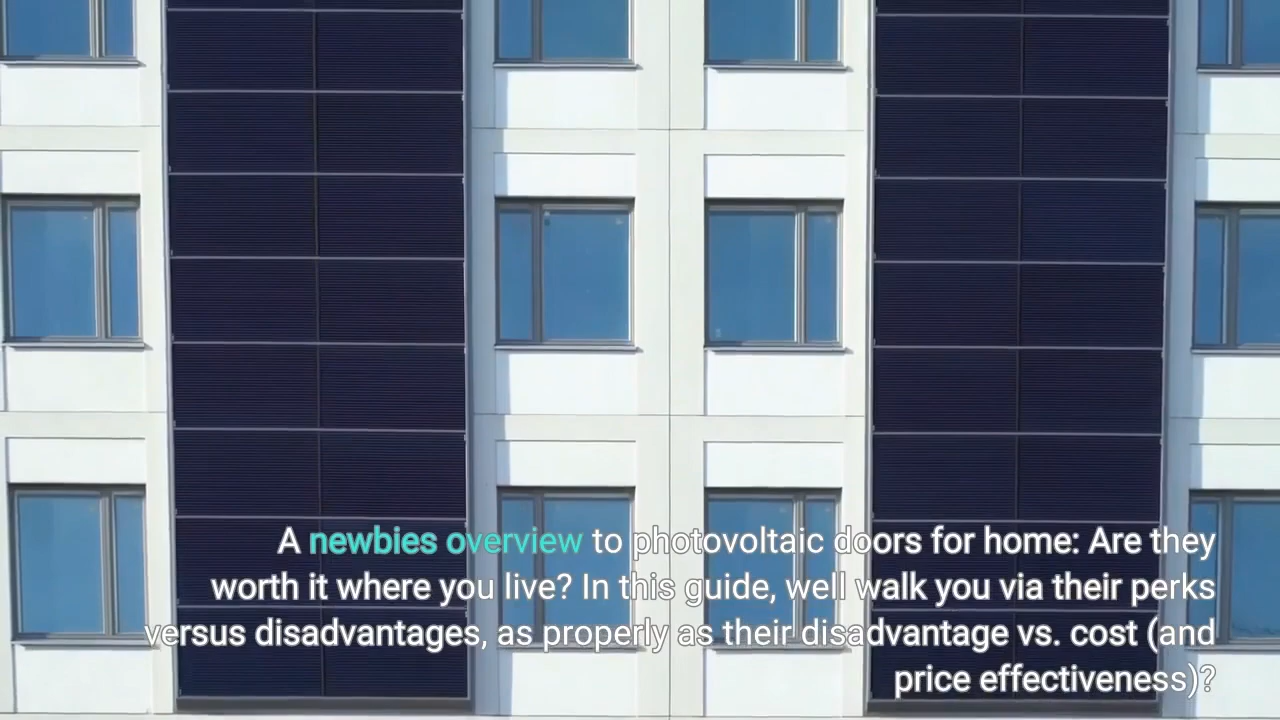 A newbies overview to photovoltaic doors for home: Are they
worth it where you live? In this guide, well walk you via their perks
versus disadvantages, as properly as their disadvantage vs. cost (and
price effectiveness)?